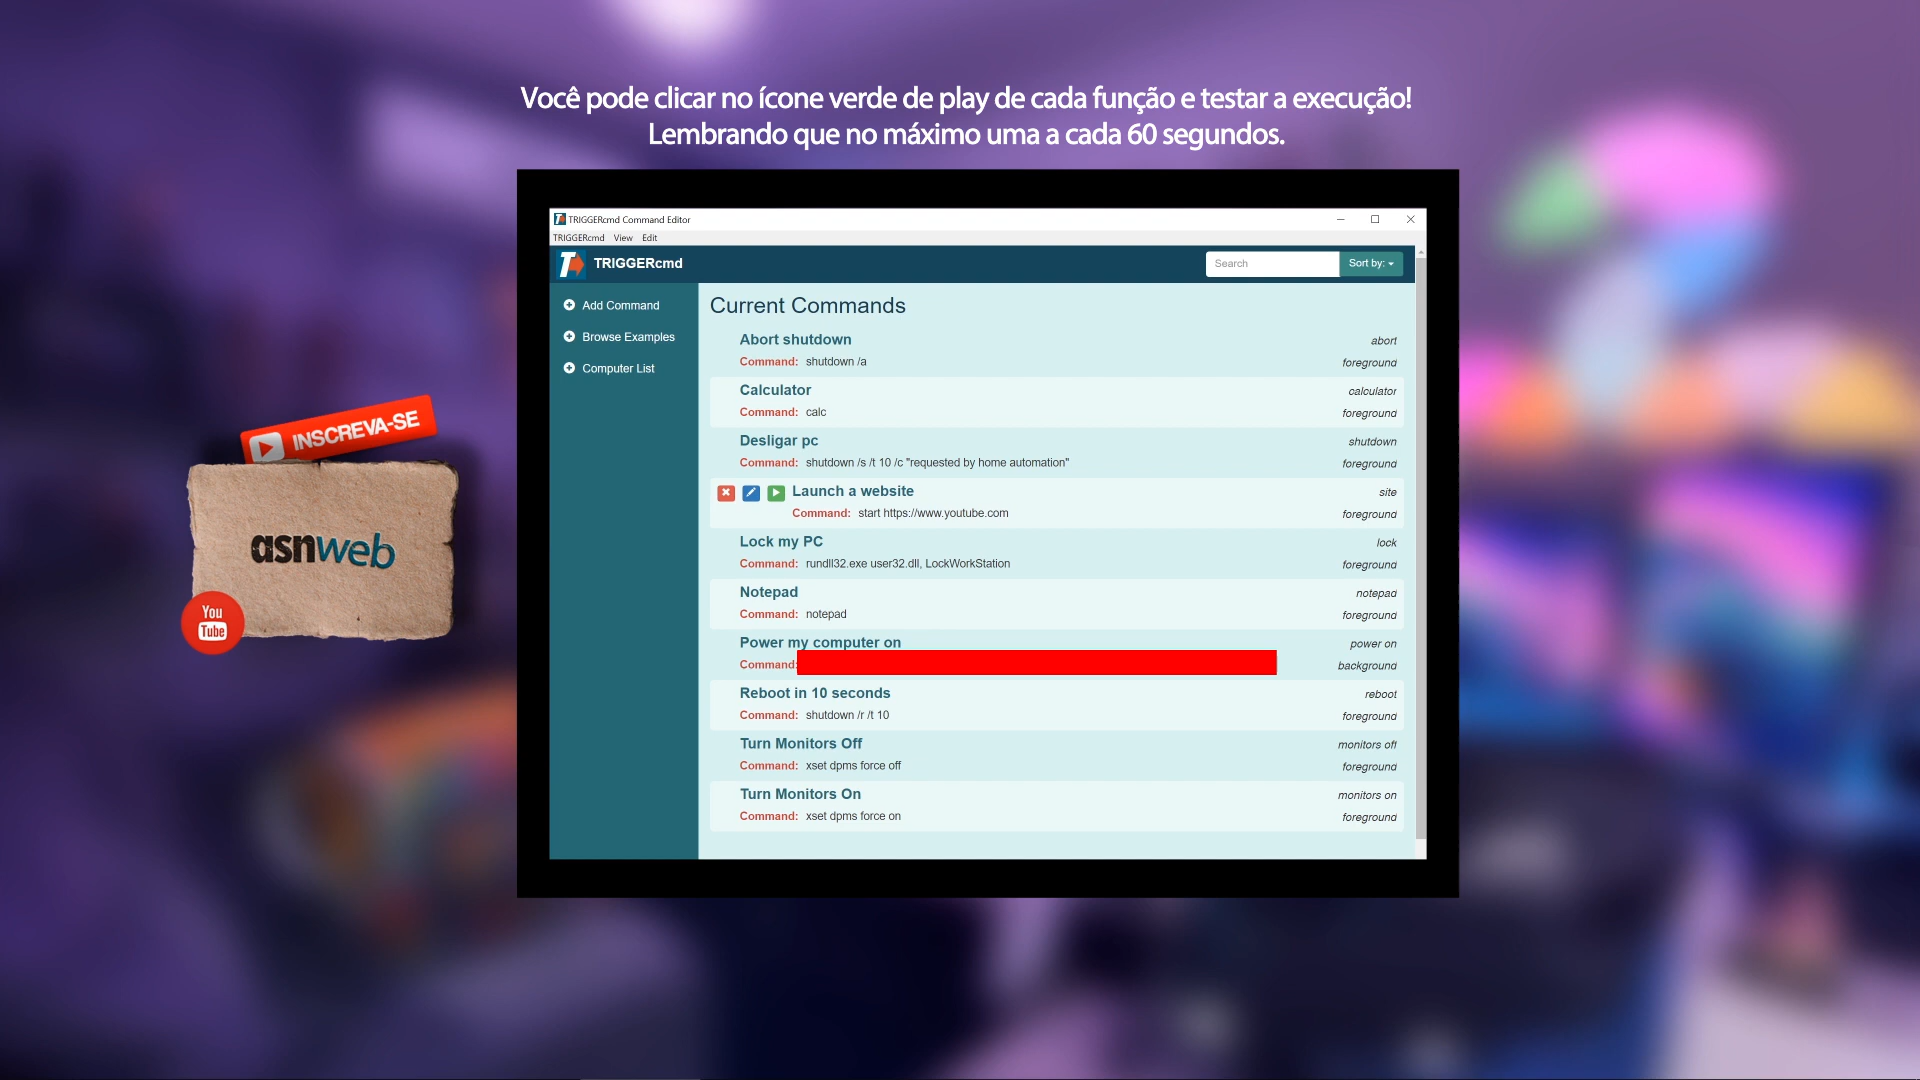 Você pode clicar no ícone verde de play de cada função e testar a execução!
Lembrando que no máximo uma a cada 60 segundos.
TRIGGERcmd Command Editor
TRIGGERcmd View Edit
TRIGGERcmd
Search
Sort by:
Add Command
Browse Examples
Computer List
Current Commands
Abort shutdown
abort
Command: shutdown /a
foreground
Calculator
calculator
Command: calc
foreground
Desligar pc
shutdown
Command: shutdown /s /t 10 /c "requested by home automation"
foreground
Launch a website
site
Command: start https://www.youtube.com
foreground
Lock my PC
lock
Command: rundll32.exe user32.dll, LockWorkStation
foreground
Notepad
notepad
Command: notepad
foreground
Power my computer on
power on
Command:
background
Reboot in 10 seconds
reboot
Command: shutdown /r /t 10
foreground
Turn Monitors Off
monitors off
Command: xset dpms force off
foreground
Turn Monitors On
monitors on
Command: xset dpms force on
foreground
INSCREVA-SE
asnweb
You
Tube